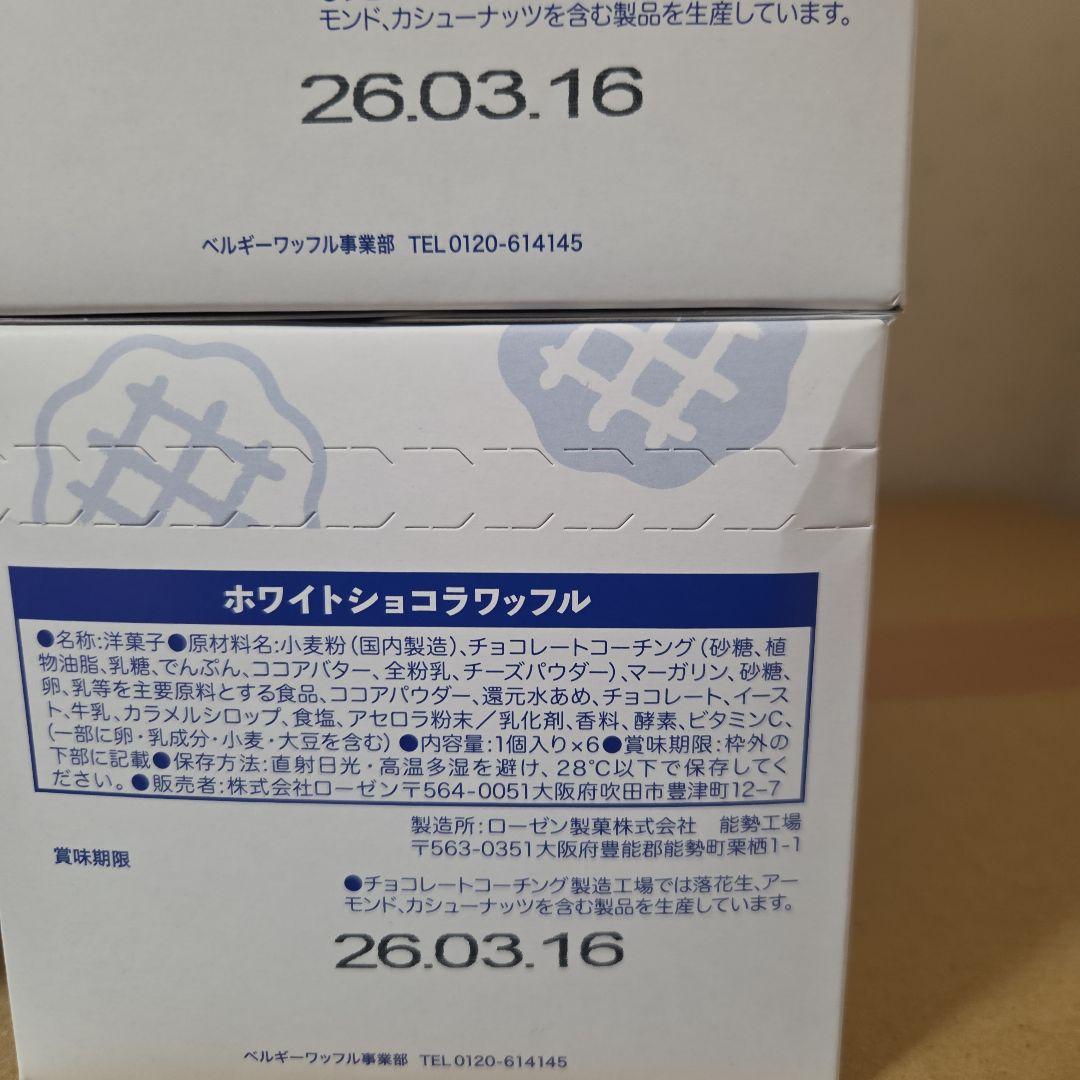 モンド、カシューナッツを含む製品を生産しています。
26.03.16
ベルギーワッフル事業部 TEL0120-614145
ホワイトショコラワッフル
●名称:洋菓子●原材料名:小麦粉(国内製造)、チョコレートコーチング(砂糖、植
物油脂、乳糖、でんぷん、ココアバター、全粉乳、チーズパウダー)、マーガリン、砂糖、
卵、乳等を主要原料とする食品、ココアパウダー、還元水あめ、チョコレート、イース
ト、牛乳、カラメルシロップ、食塩、アセロラ粉末/乳化剤、香料、酵素、ビタミンC、
(一部に卵・乳成分・小麦・大豆を含む)●内容量:1個入り×6●賞味期限:枠外の
下部に記載●保存方法:直射日光・高温多湿を避け、28℃以下で保存してく
ださい。●販売者:株式会社ローゼン〒564-0051大阪府吹田市豊津町12-7
製造所:ローゼン製菓株式会社 能勢工場
〒563-0351大阪府豊能郡能勢町栗栖1-1
賞味期限
●チョコレートコーチング製造工場では落花生、アー
モンド、カシューナッツを含む製品を生産しています。
26.03.16
ベルギーワッフル事業部 TEL0120-614145